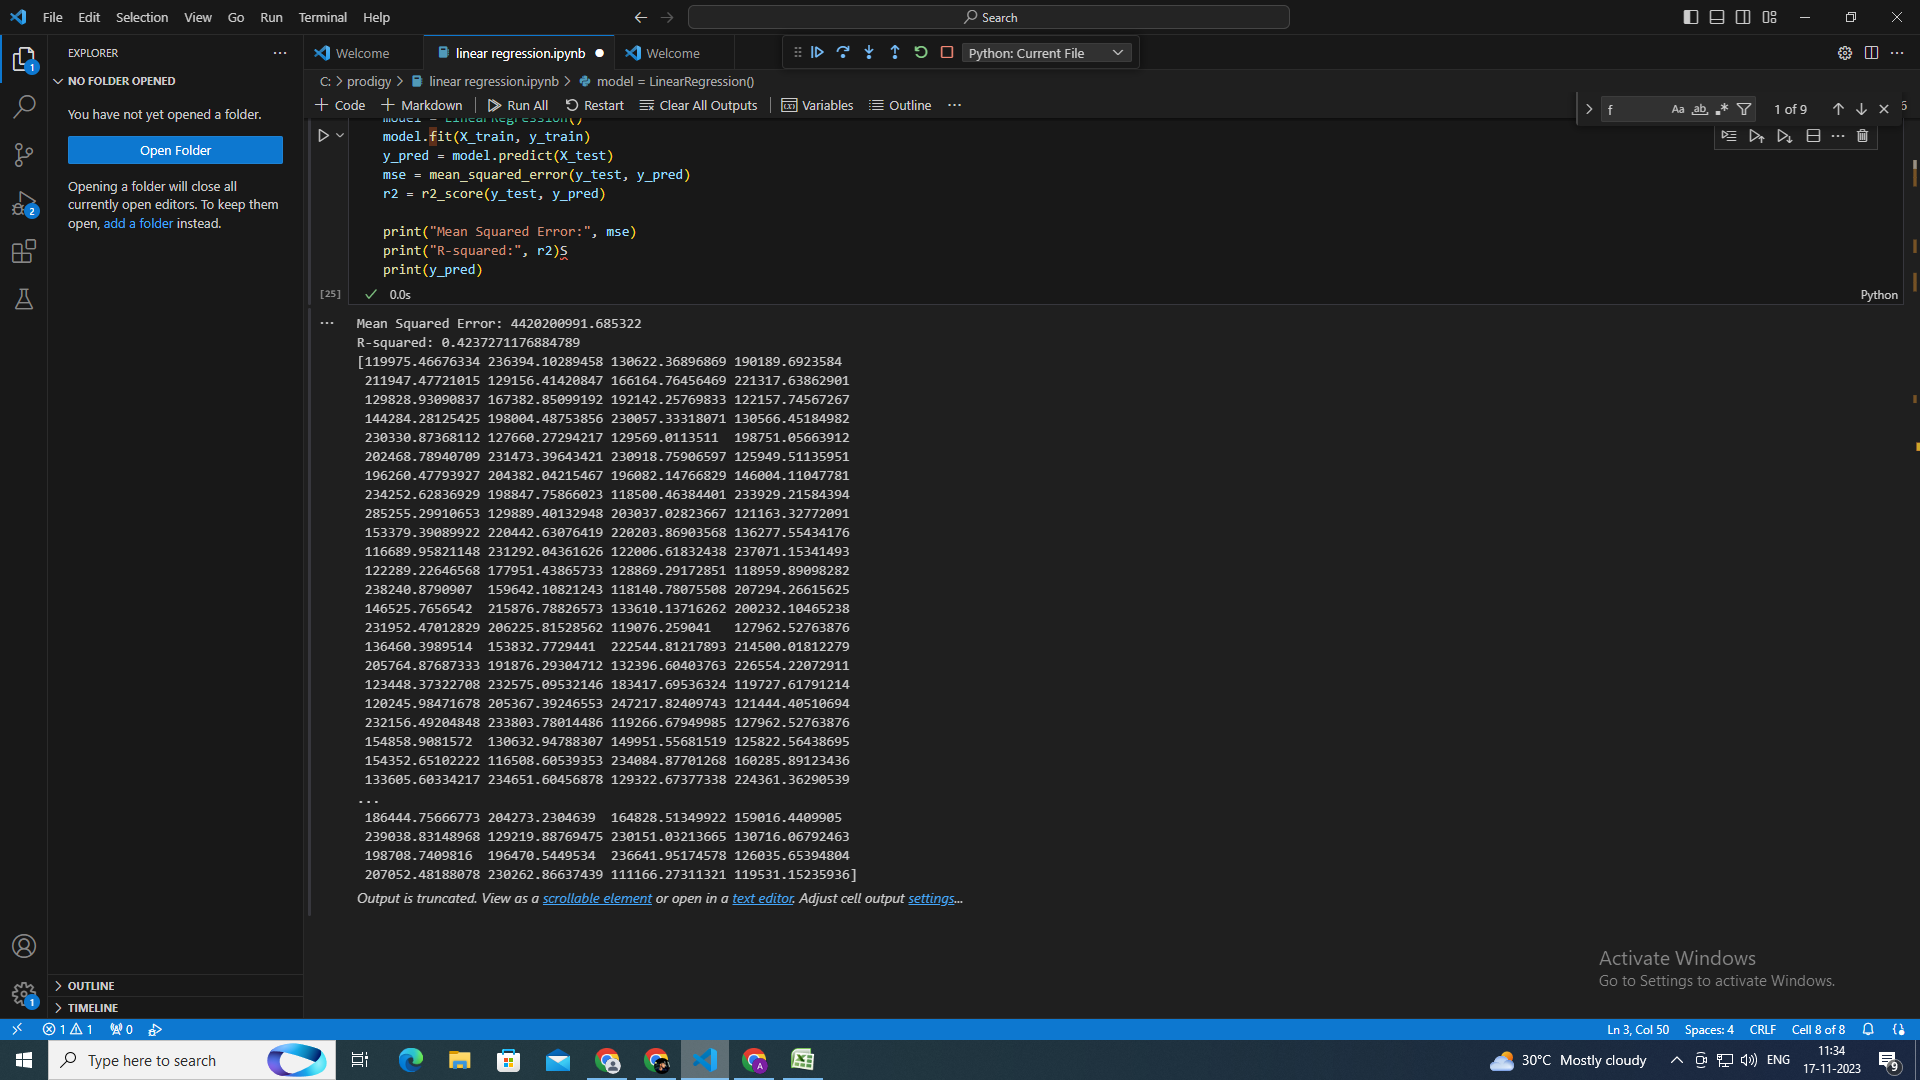 File Edit Selection View Go Run Terminal Help
Search
EXPLORER
Welcome
linear regression.ipynb
Welcome
Python: Current File
NO FOLDER OPENED
C: > prodigy > linear regression.ipynb > model = LinearRegression()
You have not yet opened a folder.
Open Folder
Opening a folder will close all
currently open editors. To keep them
open, add a folder instead.
Code Markdown Run All Restart Clear All Outputs Variables Outline
f
Aa ab 1 of 9
model = LinearRegression()
model.fit(X_train, y_train)
y_pred = model.predict(X_test)
mse = mean_squared_error(y_test, y_pred)
r2 = r2_score(y_test, y_pred)
print("Mean Squared Error:", mse)
print("R-squared:", r2)S
print(y_pred)
[25]
0.0s
Python
Mean Squared Error: 4420200991.685322
R-squared: 0.4237271176884789
[119975.46676334 236394.10289458 130622.36896869 190189.6923584
211947.47721015 129156.41420847 166164.76456469 221317.63862901
129828.93090837 167382.85099192 192142.25769833 122157.74567267
144284.28125425 198004.48753856 230057.33318071 130566.45184982
230330.87368112 127660.27294217 129569.0113511 198751.05663912
202468.78940709 231473.39643421 230918.75906597 125949.51135951
196260.47793927 204382.04215467 196082.14766829 146004.11047781
234252.62836929 198847.75866023 118500.46384401 233929.21584394
285255.29910653 129889.40132948 203037.02823667 121163.32772091
153379.39089922 220442.63076419 220203.86903568 136277.55434176
116689.95821148 231292.04361626 122006.61832438 237071.15341493
122289.22646568 177951.43865733 128869.29172851 118959.89098282
238240.8790907 159642.10821243 118140.78075508 207294.26615625
146525.7656542 215876.78826573 133610.13716262 200232.10465238
231952.47012829 206225.81528562 119076.259041 127962.52763876
136460.3989514 153832.7729441 222544.81217893 214500.01812279
205764.87687333 191876.29304712 132396.60403763 226554.22072911
123448.37322708 232575.09532146 183417.69536324 119727.61791214
120245.98471678 205367.39246553 247217.82409743 121444.40510694
232156.49204848 233803.78014486 119266.67949985 127962.52763876
154858.9081572 130632.94788307 149951.55681519 125822.56438695
154352.65102222 116508.60539353 234084.87701268 160285.89123436
133605.60334217 234651.60456878 129322.67377338 224361.36290539
...
186444.75666773 204273.2304639 164828.51349922 159016.4409905
239038.83148968 129219.88769475 230151.03213665 130716.06792463
198708.7409816 196470.5449534 236641.95174578 126035.65394804
207052.48188078 230262.86637439 111166.27311321 119531.15235936]
Output is truncated. View as a scrollable element or open in a text editor. Adjust cell output settings...
Activate Windows
Go to Settings to activate Windows.
OUTLINE
TIMELINE
1 1 0
Ln 3, Col 50 Spaces: 4 CRLF Cell 8 of 8
Type here to search
30°C Mostly cloudy
ENG
11:34
17-11-2023
9